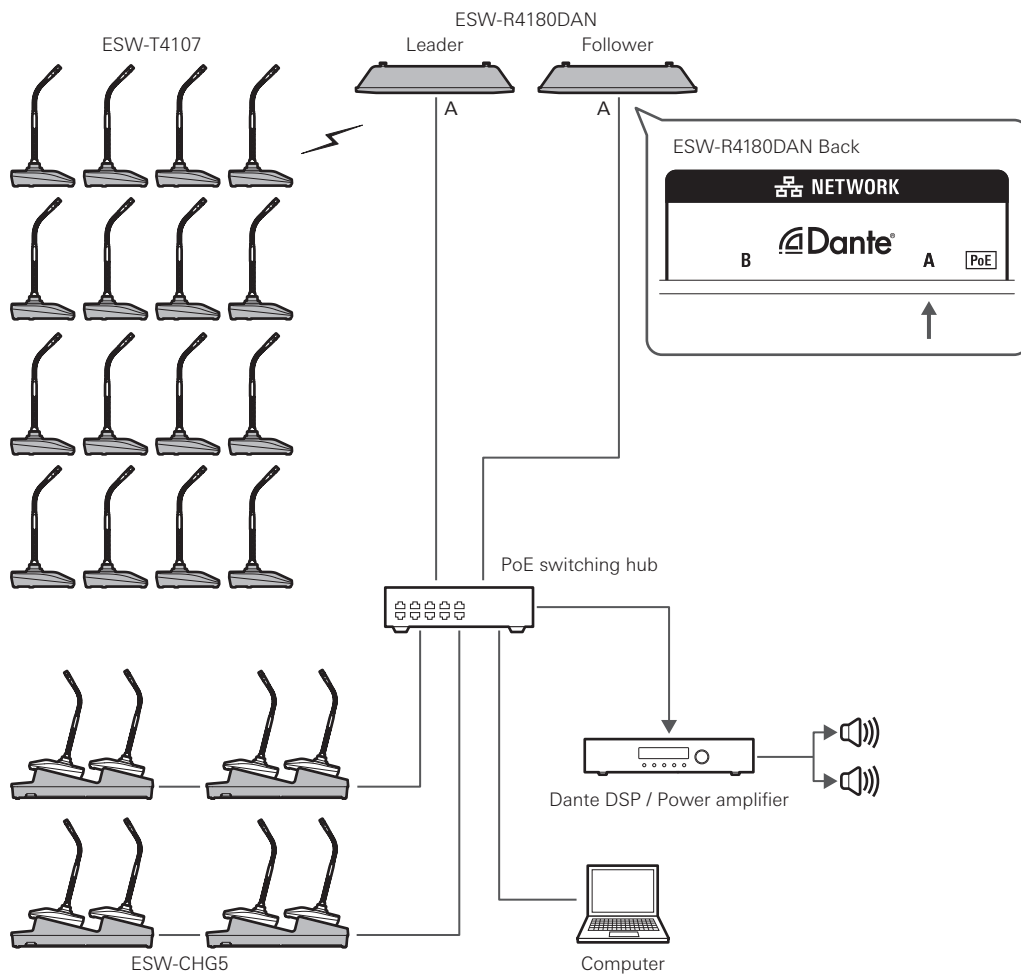 ESW-R4180DAN
ESW-T4107
Leader
Follower
A
A
ESW-R4180DAN Back
NETWORK
Dante®
B
A
PoE
PoE switching hub
Dante DSP / Power amplifier
ESW-CHG5
Computer